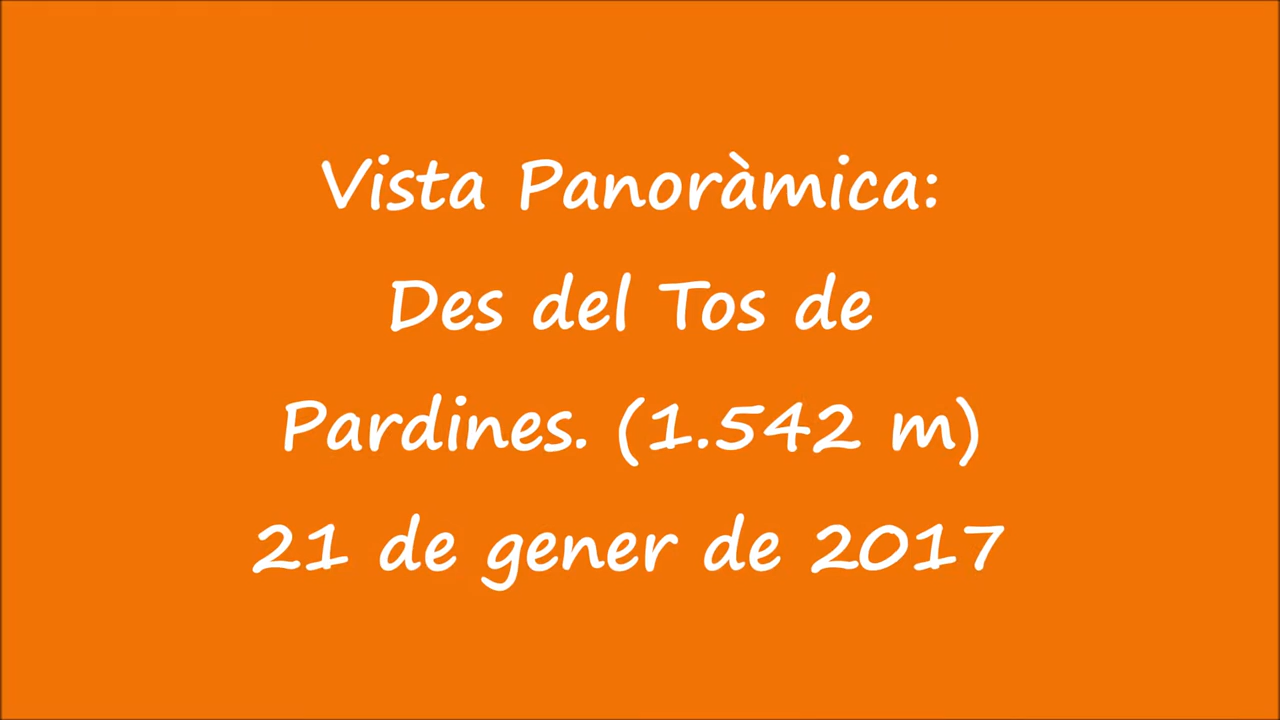 Vista Panoràmica:
Des del Tos de
Pardines. (1.542 m)
21 de gener de 2017